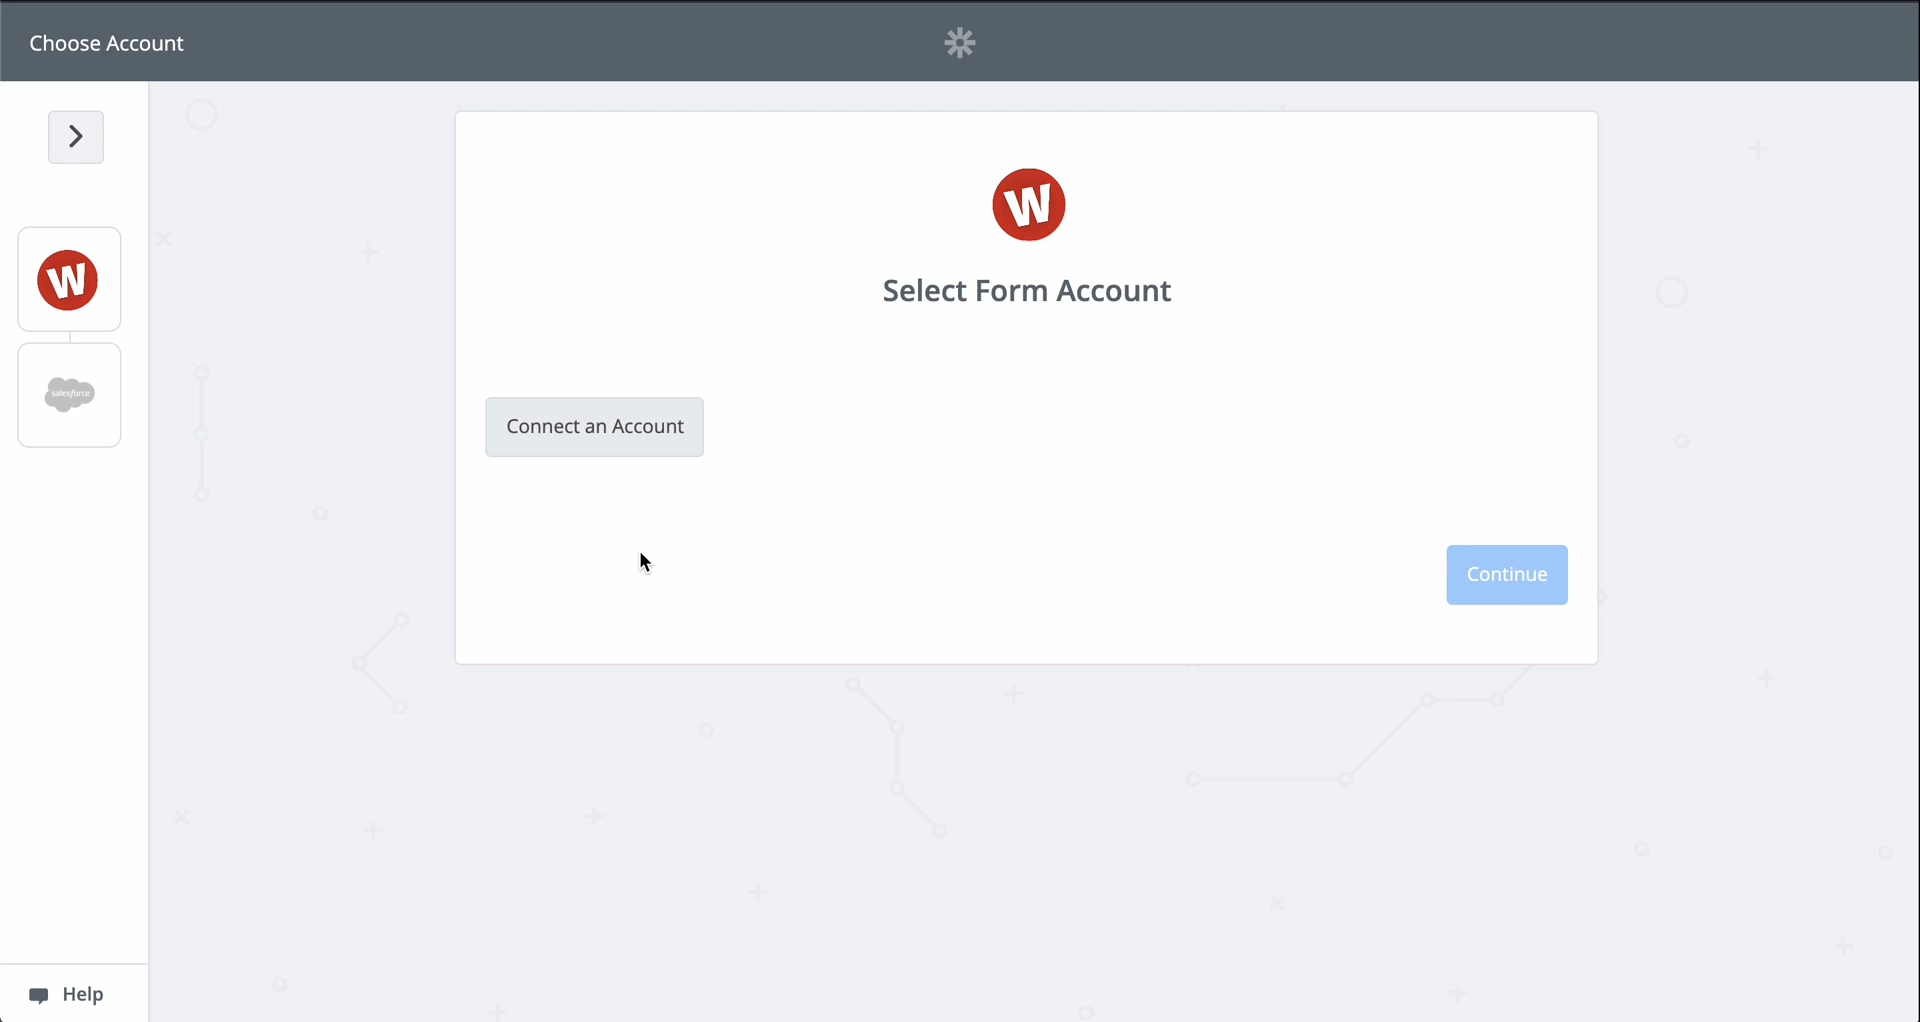 Choose Account
W
Select Form Account
W
salesforce
Connect an Account
Continue
Help